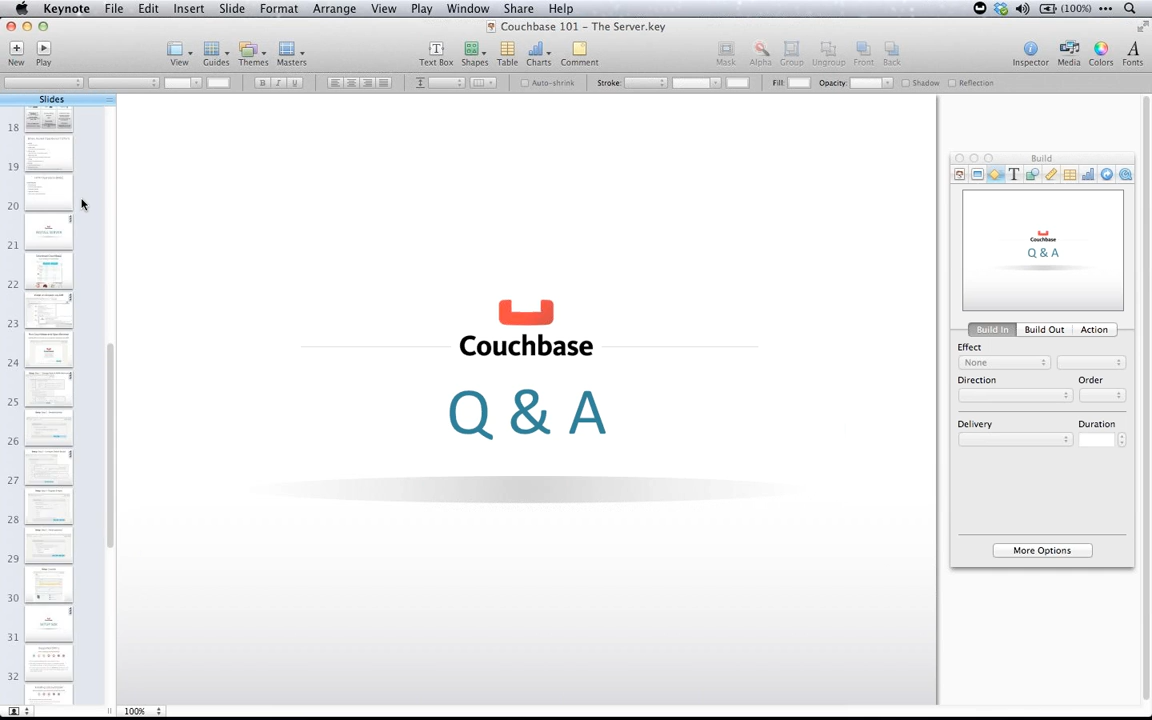 Keynote File Edit Insert Slide Format Arrange View Play Window Share Help (100%)
Couchbase 101 – The Server.key
New Play View Guides Themes Masters Text Box Shapes Table Charts Comment Mask Alpha Group Ungroup Front Back Inspector Media Colors Fonts
B I U Auto-shrink Stroke: Fill: Opacity: Shadow Reflection
Slides
18
19
20
21
22
23
24
25
26
27
28
29
30
31
32
Couchbase
Q & A
Build
Couchbase
Q & A
Build In Build Out Action
Effect
None
Direction Order
Delivery Duration
More Options
100%